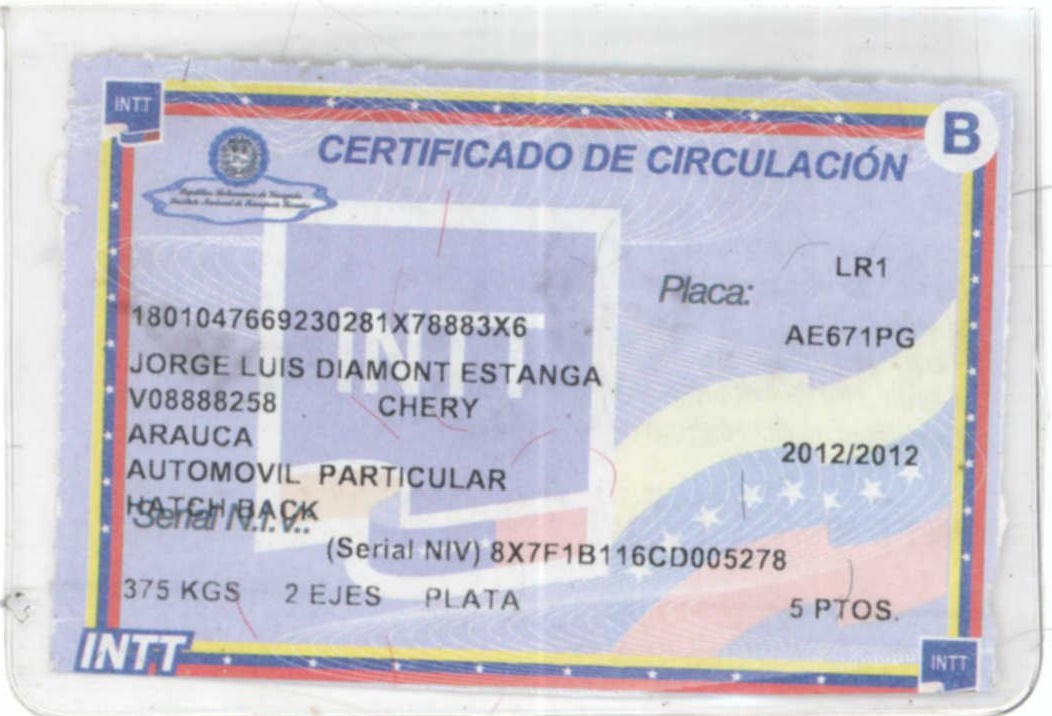 INTT
B
CERTIFICADO DE CIRCULACIÓN
República Bolivariana de Venezuela
Instituto Nacional de Transporte Terrestre
LR1
Placa:
1801047669230281X78883X6
AE671PG
INTT
JORGE LUIS DIAMONT ESTANGA
V08888258 CHERY
ARAUCA
2012/2012
AUTOMOVIL PARTICULAR
HATCH BACK
Serial N.I.V.:
(Serial NIV) 8X7F1B116CD005278
375 KGS 2 EJES PLATA 5 PTOS.
INTT
INTT